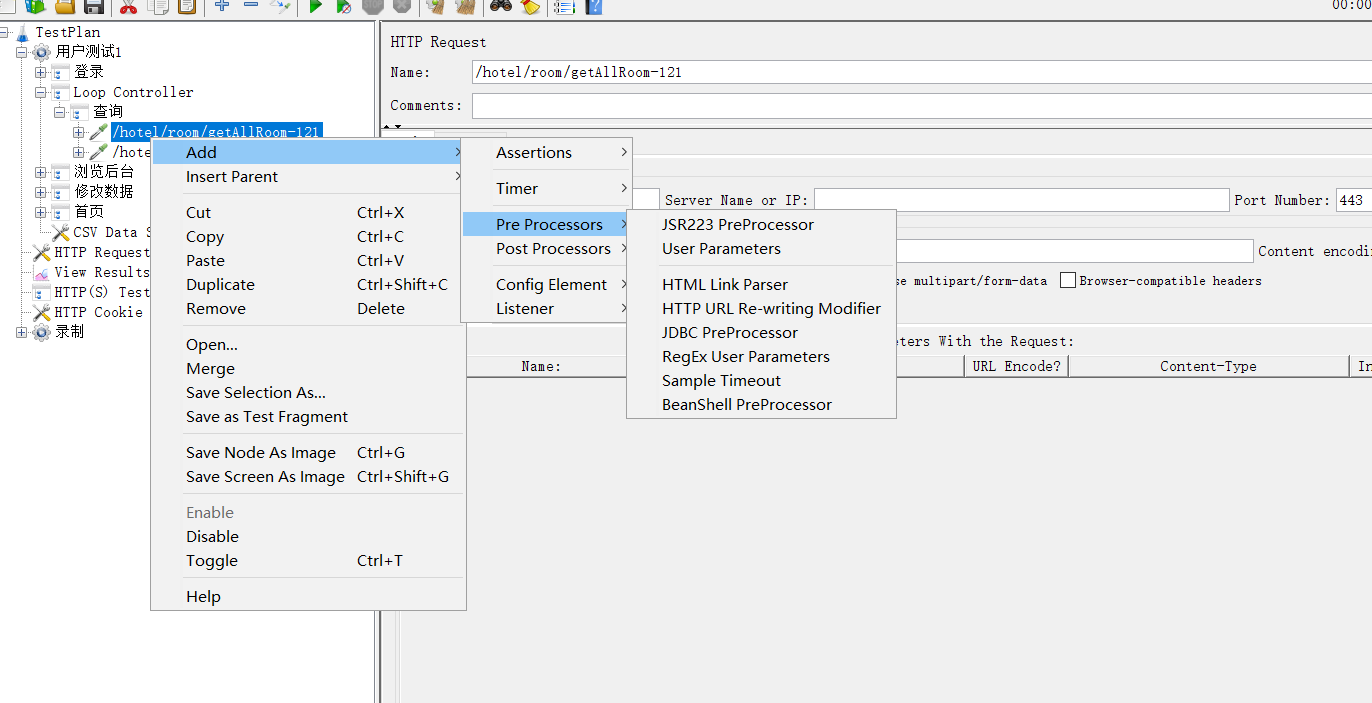 00:00
TestPlan
用户测试1
登录
Loop Controller
查询
/hotel/room/getAllRoom-121
/hote
浏览后台
修改数据
首页
CSV Data S
HTTP Request
View Results
HTTP(S) Test
HTTP Cookie
录制
HTTP Request
Name: /hotel/room/getAllRoom-121
Comments:
Server Name or IP: Port Number: 443
Content encodi
se multipart/form-data Browser-compatible headers
eters With the Request:
Name: URL Encode? Content-Type In
Add
Insert Parent
Cut Ctrl+X
Copy Ctrl+C
Paste Ctrl+V
Duplicate Ctrl+Shift+C
Remove Delete
Open...
Merge
Save Selection As...
Save as Test Fragment
Save Node As Image Ctrl+G
Save Screen As Image Ctrl+Shift+G
Enable
Disable
Toggle Ctrl+T
Help
Assertions
Timer
Pre Processors
Post Processors
Config Element
Listener
JSR223 PreProcessor
User Parameters
HTML Link Parser
HTTP URL Re-writing Modifier
JDBC PreProcessor
RegEx User Parameters
Sample Timeout
BeanShell PreProcessor